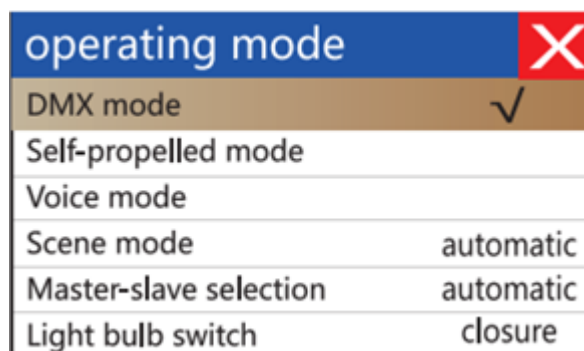 operating mode X
DMX mode √
Self-propelled mode
Voice mode
Scene mode automatic
Master-slave selection automatic
Light bulb switch closure